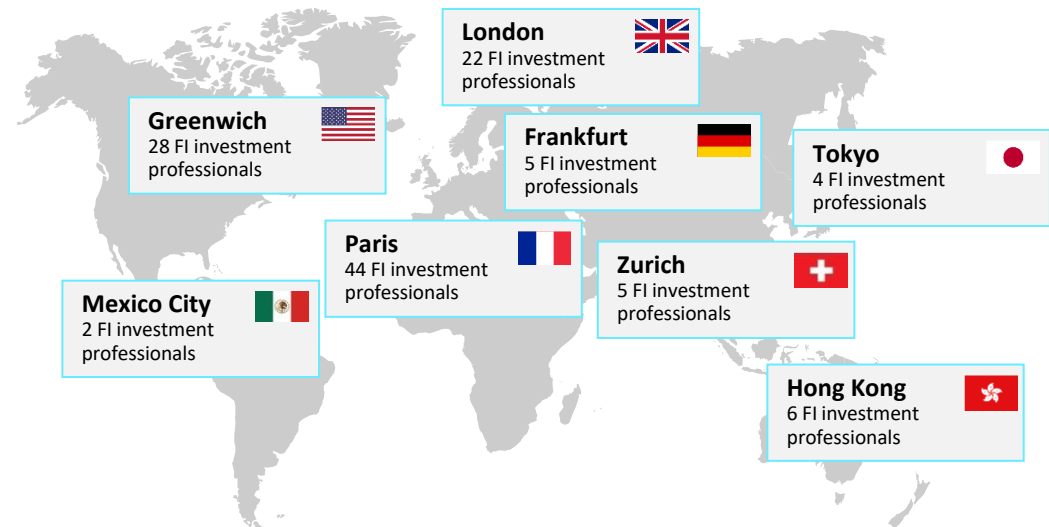 London
22 FI investment
professionals
Greenwich
28 FI investment
professionals
Frankfurt
5 FI investment
professionals
Tokyo
4 FI investment
professionals
Paris
44 FI investment
professionals
Zurich
5 FI investment
professionals
Mexico City
2 FI investment
professionals
Hong Kong
6 FI investment
professionals